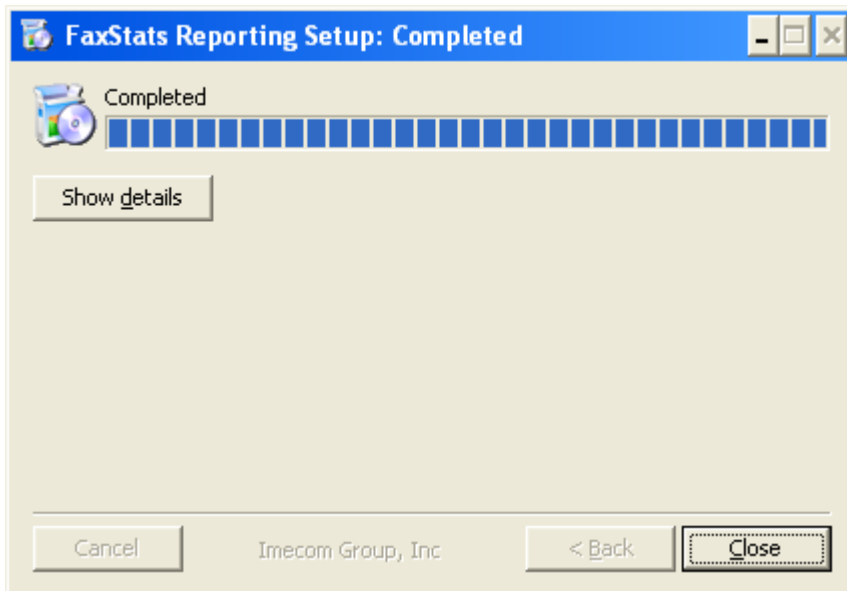 FaxStats Reporting Setup: Completed
Completed
Show details
Cancel
Imecom Group, Inc
< Back
Close